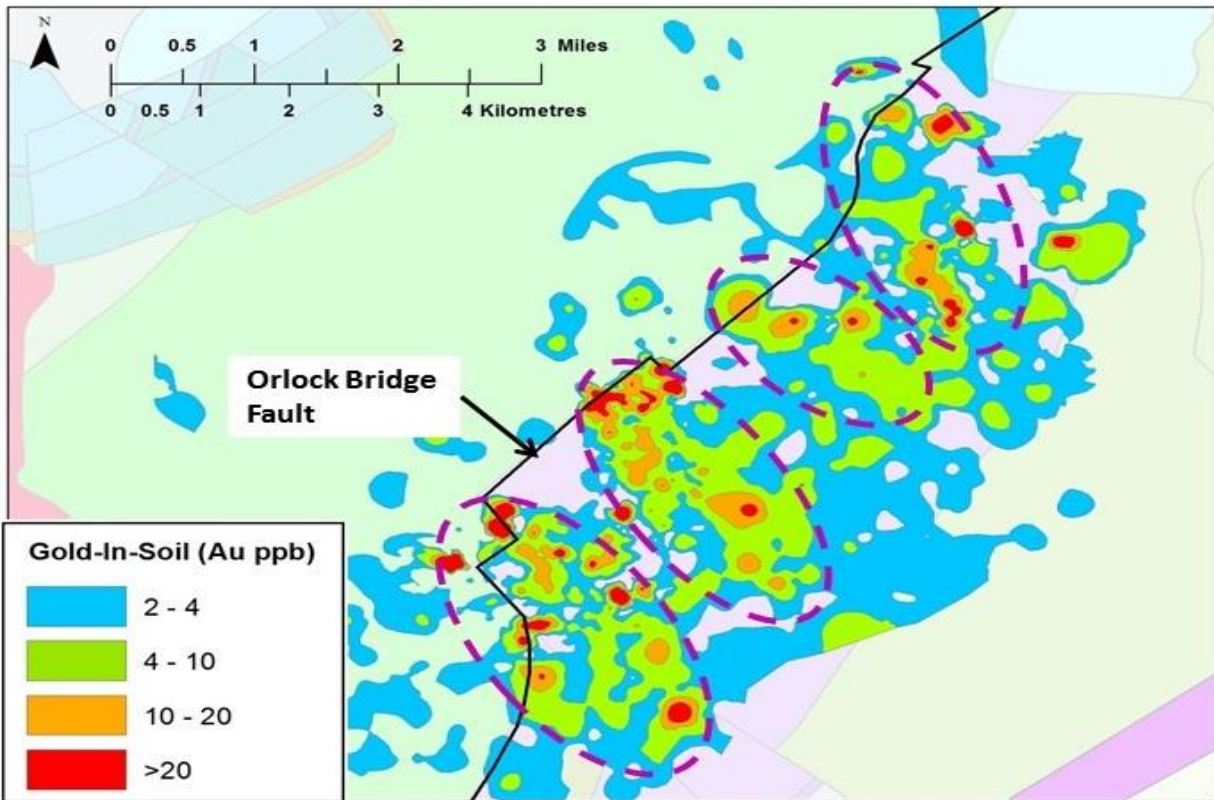 N
0 0.5 1 2 3 Miles
0 0.5 1 2 3 4 Kilometres
Orlock Bridge
Fault
Gold-In-Soil (Au ppb)
2 - 4
4 - 10
10 - 20
>20